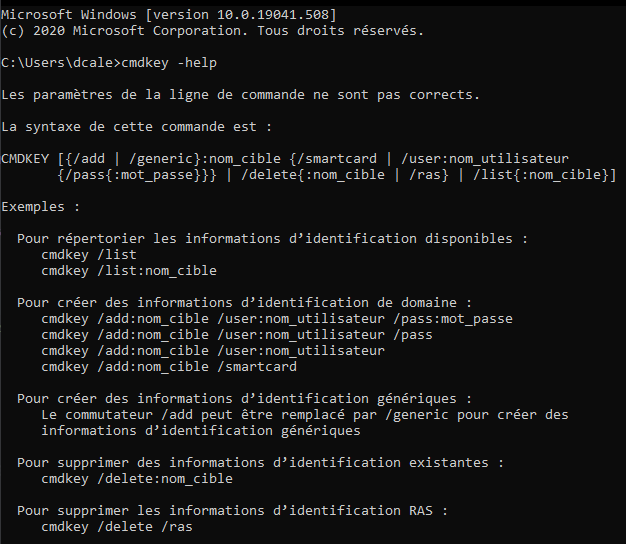 Microsoft Windows [version 10.0.19041.508]
(c) 2020 Microsoft Corporation. Tous droits réservés.
C:\Users\dcale>cmdkey -help
Les paramètres de la ligne de commande ne sont pas corrects.
La syntaxe de cette commande est :
CMDKEY [{/add | /generic}:nom_cible {/smartcard | /user:nom_utilisateur
{/pass{:mot_passe}}} | /delete{:nom_cible | /ras} | /list{:nom_cible}]
Exemples :
Pour répertorier les informations d’identification disponibles :
cmdkey /list
cmdkey /list:nom_cible
Pour créer des informations d’identification de domaine :
cmdkey /add:nom_cible /user:nom_utilisateur /pass:mot_passe
cmdkey /add:nom_cible /user:nom_utilisateur /pass
cmdkey /add:nom_cible /user:nom_utilisateur
cmdkey /add:nom_cible /smartcard
Pour créer des informations d’identification génériques :
Le commutateur /add peut être remplacé par /generic pour créer des
informations d’identification génériques
Pour supprimer des informations d’identification existantes :
cmdkey /delete:nom_cible
Pour supprimer les informations d’identification RAS :
cmdkey /delete /ras